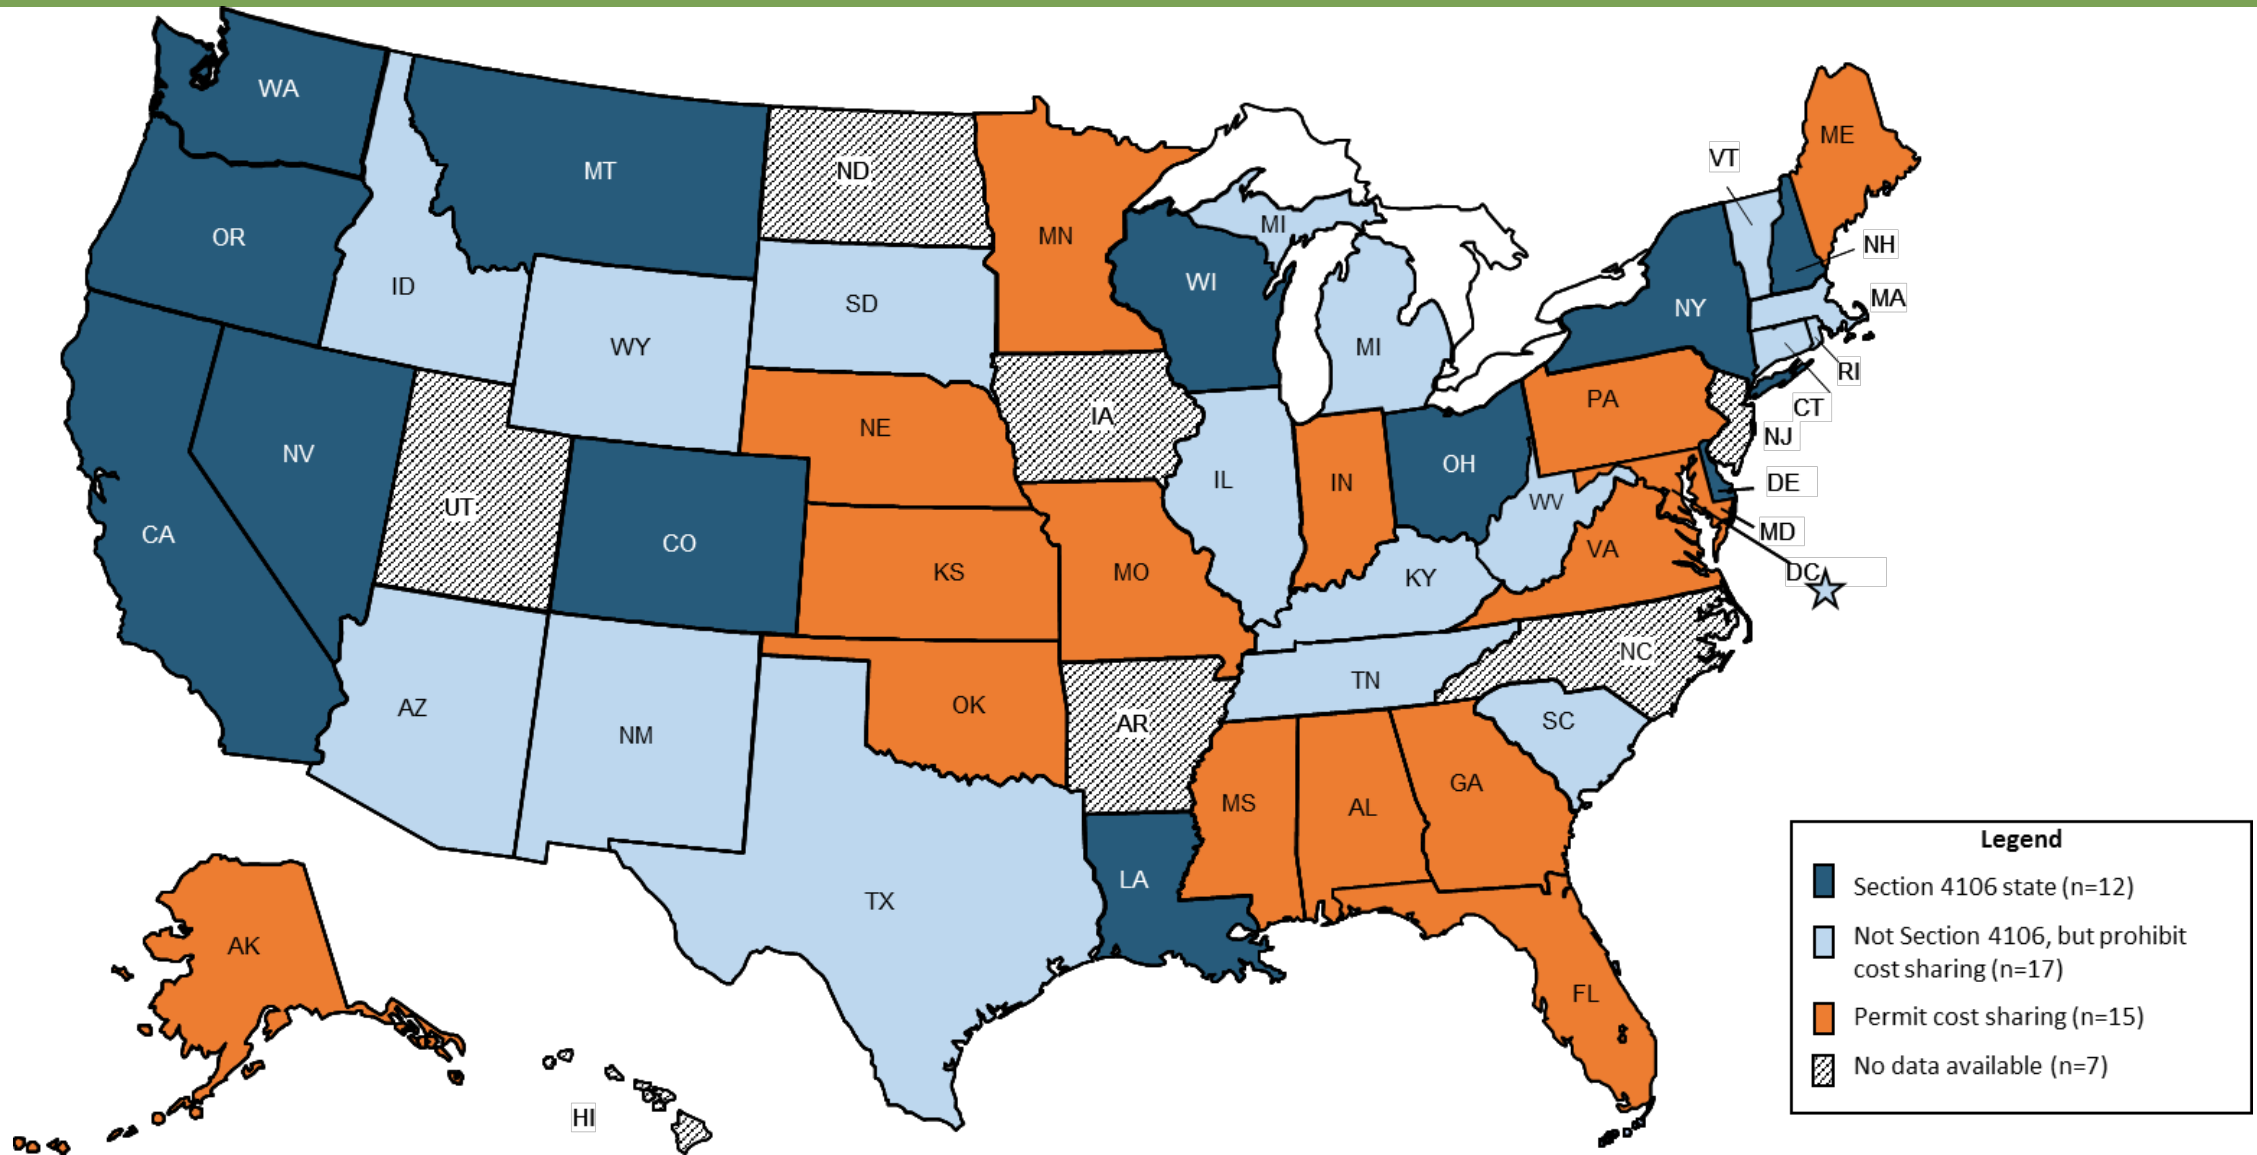 WA
MT
ND
ME
VT
MN
MI
OR
NH
WI
ID
SD
MA
NY
WY
MI
RI
PA
CT
IA
NE
NJ
NV
OH
IL
IN
DE
WV
UT
MD
CA
CO
VA
KS
MO
DC
KY
NC
TN
AZ
OK
SC
AR
NM
GA
MS
AL
LA
TX
AK
FL
HI
Legend
Section 4106 state (n=12)
Not Section 4106, but prohibit
cost sharing (n=17)
Permit cost sharing (n=15)
No data available (n=7)